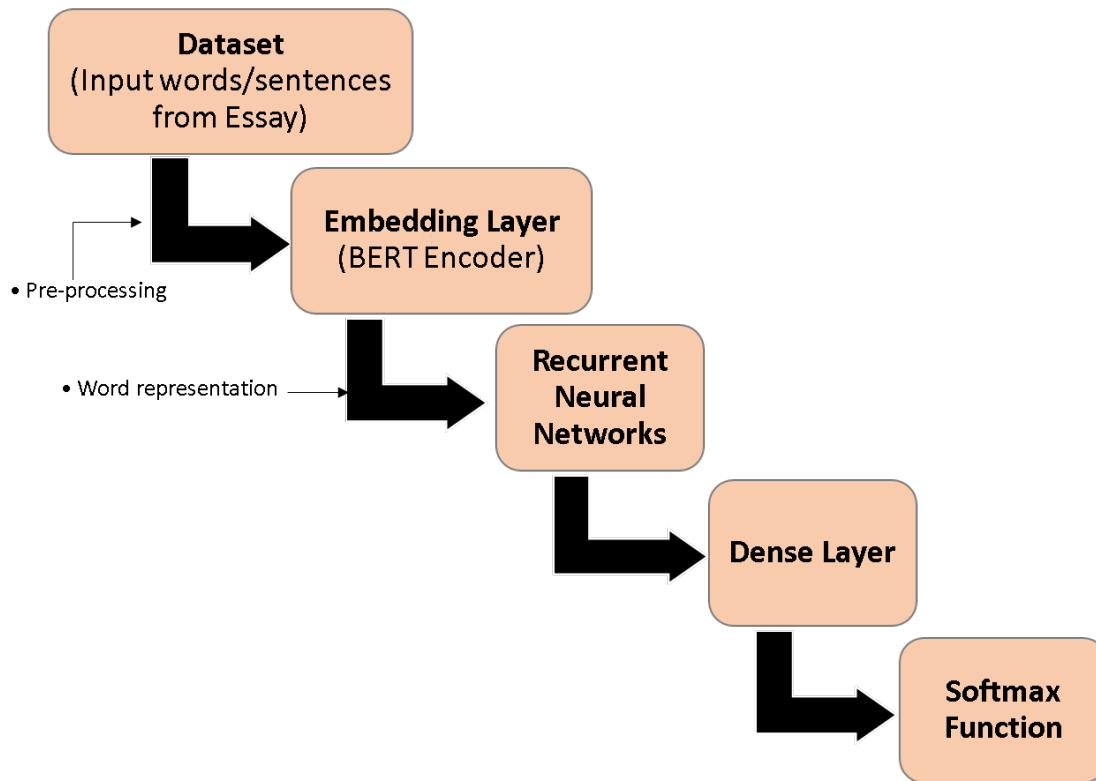 Dataset
(Input words/sentences
from Essay)
Embedding Layer
(BERT Encoder)
• Pre-processing
Recurrent
Neural
Networks
• Word representation
Dense Layer
Softmax
Function